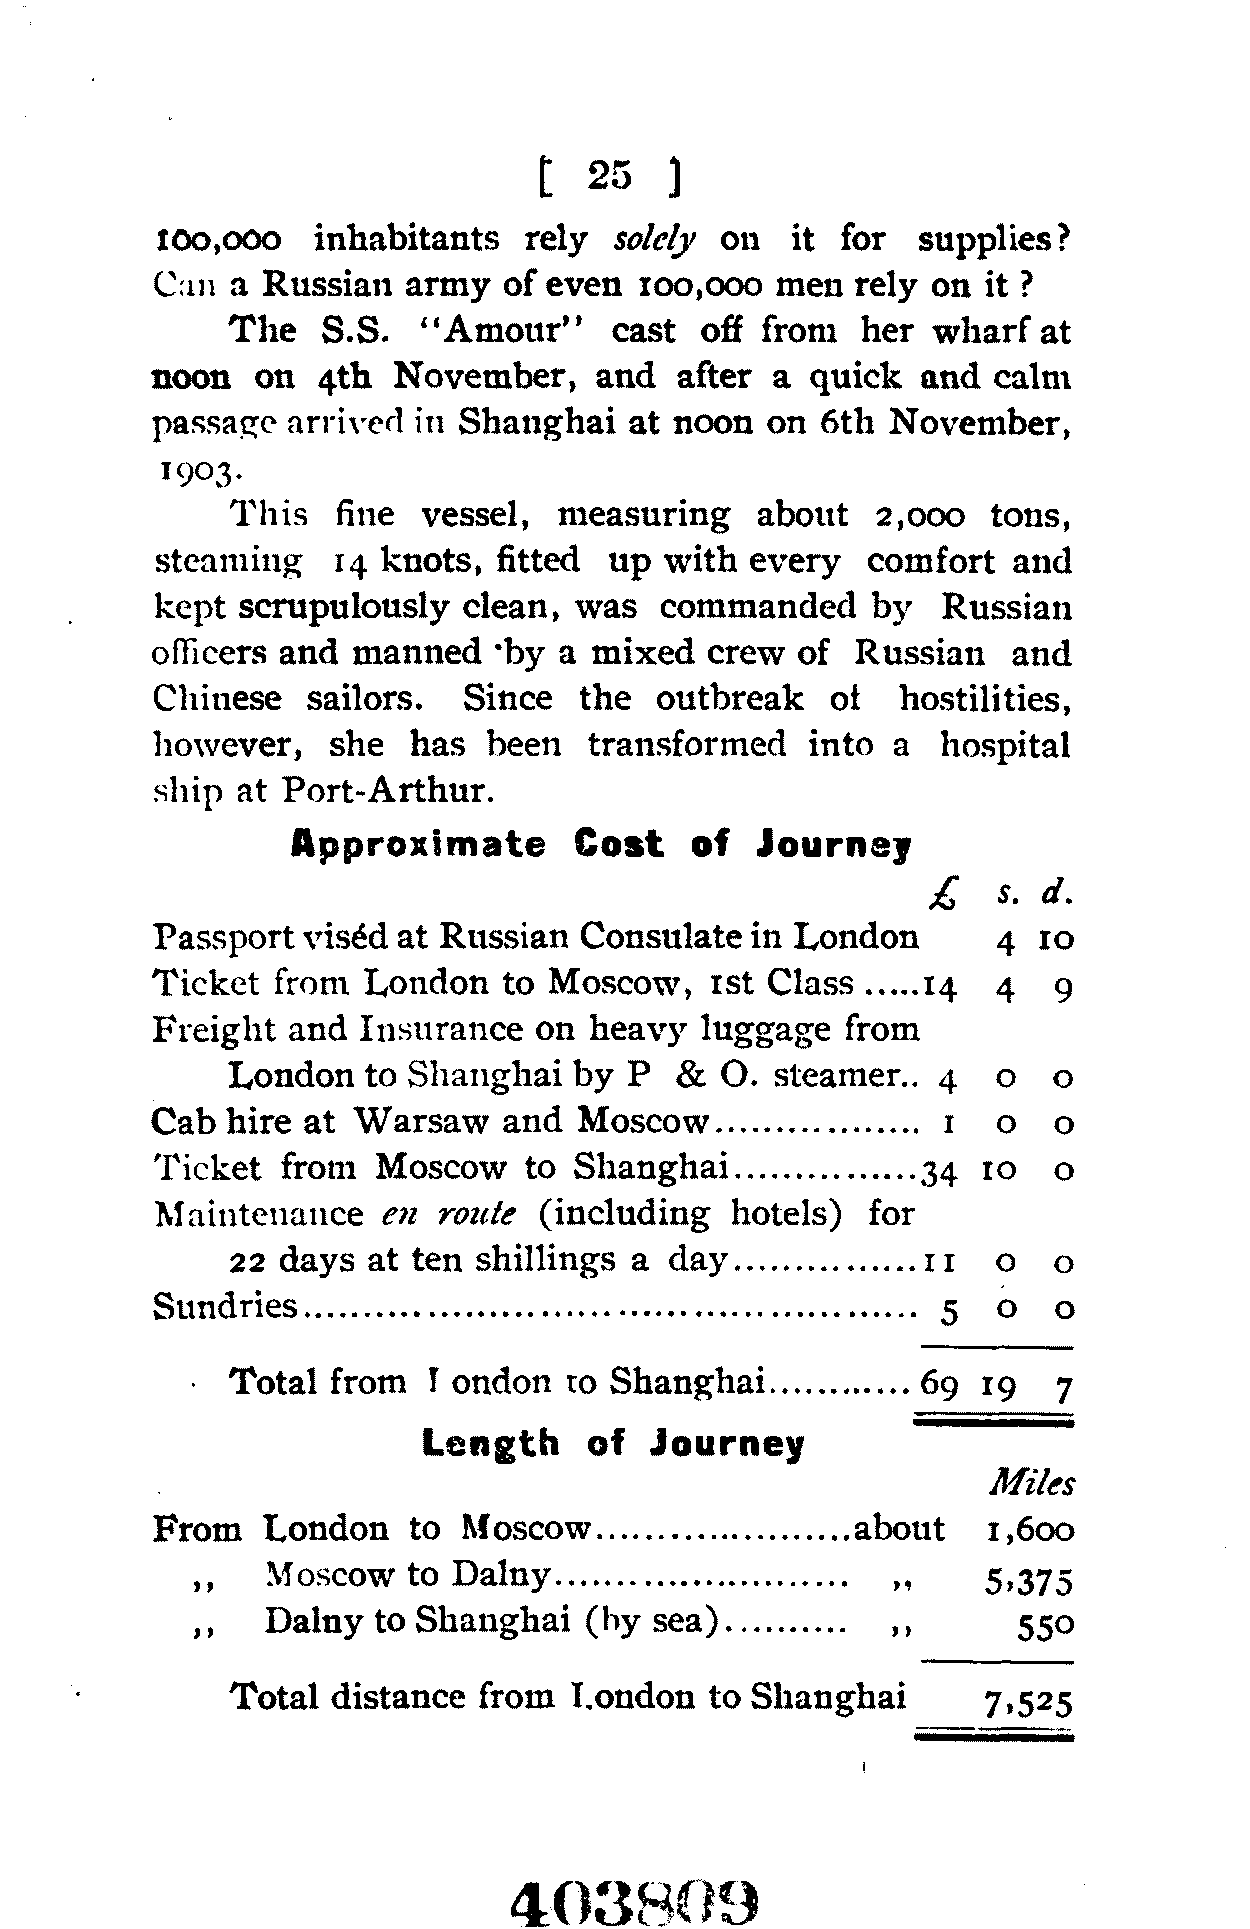 [ 25 ]
100,000 inhabitants rely solely on it for supplies?
Can a Russian army of even 100,000 men rely on it ?
The S.S. "Amour" cast off from her wharf at
noon on 4th November, and after a quick and calm
passage arrived in Shanghai at noon on 6th November,
1903.
This fine vessel, measuring about 2,000 tons,
steaming 14 knots, fitted up with every comfort and
kept scrupulously clean, was commanded by Russian
officers and manned by a mixed crew of Russian and
Chinese sailors. Since the outbreak of hostilities,
however, she has been transformed into a hospital
ship at Port-Arthur.
Approximate Cost of Journey
£ s. d.
Passport viséd at Russian Consulate in London 4 10
Ticket from London to Moscow, 1st Class .....14 4 9
Freight and Insurance on heavy luggage from
London to Shanghai by P & O. steamer.. 4 0 0
Cab hire at Warsaw and Moscow................. 1 0 0
Ticket from Moscow to Shanghai...............34 10 0
Maintenance en route (including hotels) for
22 days at ten shillings a day...............11 0 0
Sundries.................................................. 5 0 0
Total from London to Shanghai............ 69 19 7
Length of Journey
Miles
From London to Moscow.....................about 1,600
,, Moscow to Dalny........................ ,, 5,375
,, Dalny to Shanghai (by sea).......... ,, 550
Total distance from London to Shanghai 7,525
403809